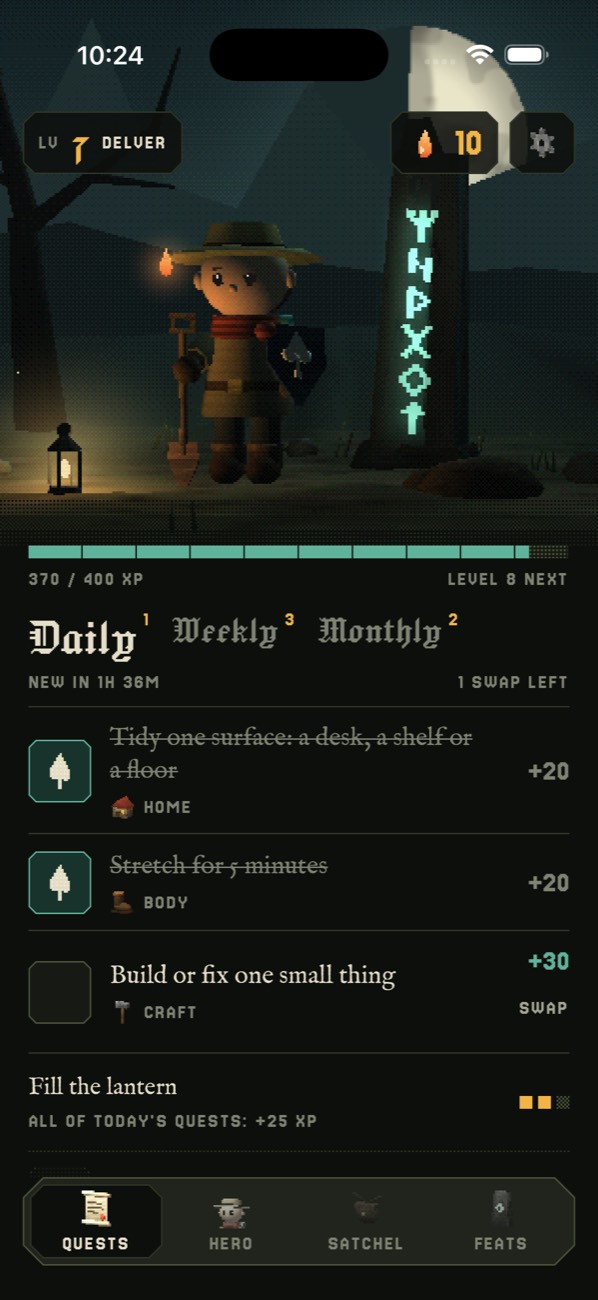 10:24
LV 7 DELVER
10
370 / 400 XP
LEVEL 8 NEXT
Daily 1
Weekly 3
Monthly 2
NEW IN 1H 36M
1 SWAP LEFT
Tidy one surface: a desk, a shelf or
a floor
+20
HOME
Stretch for 5 minutes
+20
BODY
Build or fix one small thing
+30
CRAFT
SWAP
Fill the lantern
ALL OF TODAY'S QUESTS: +25 XP
QUESTS
HERO
SATCHEL
FEATS